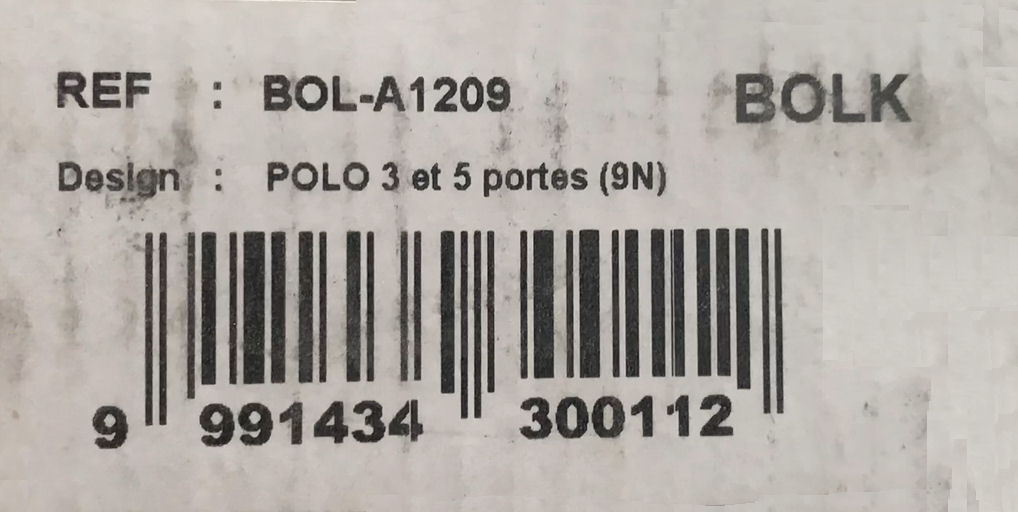 REF : BOL-A1209 BOLK
Design : POLO 3 et 5 portes (9N)
9 991434 300112